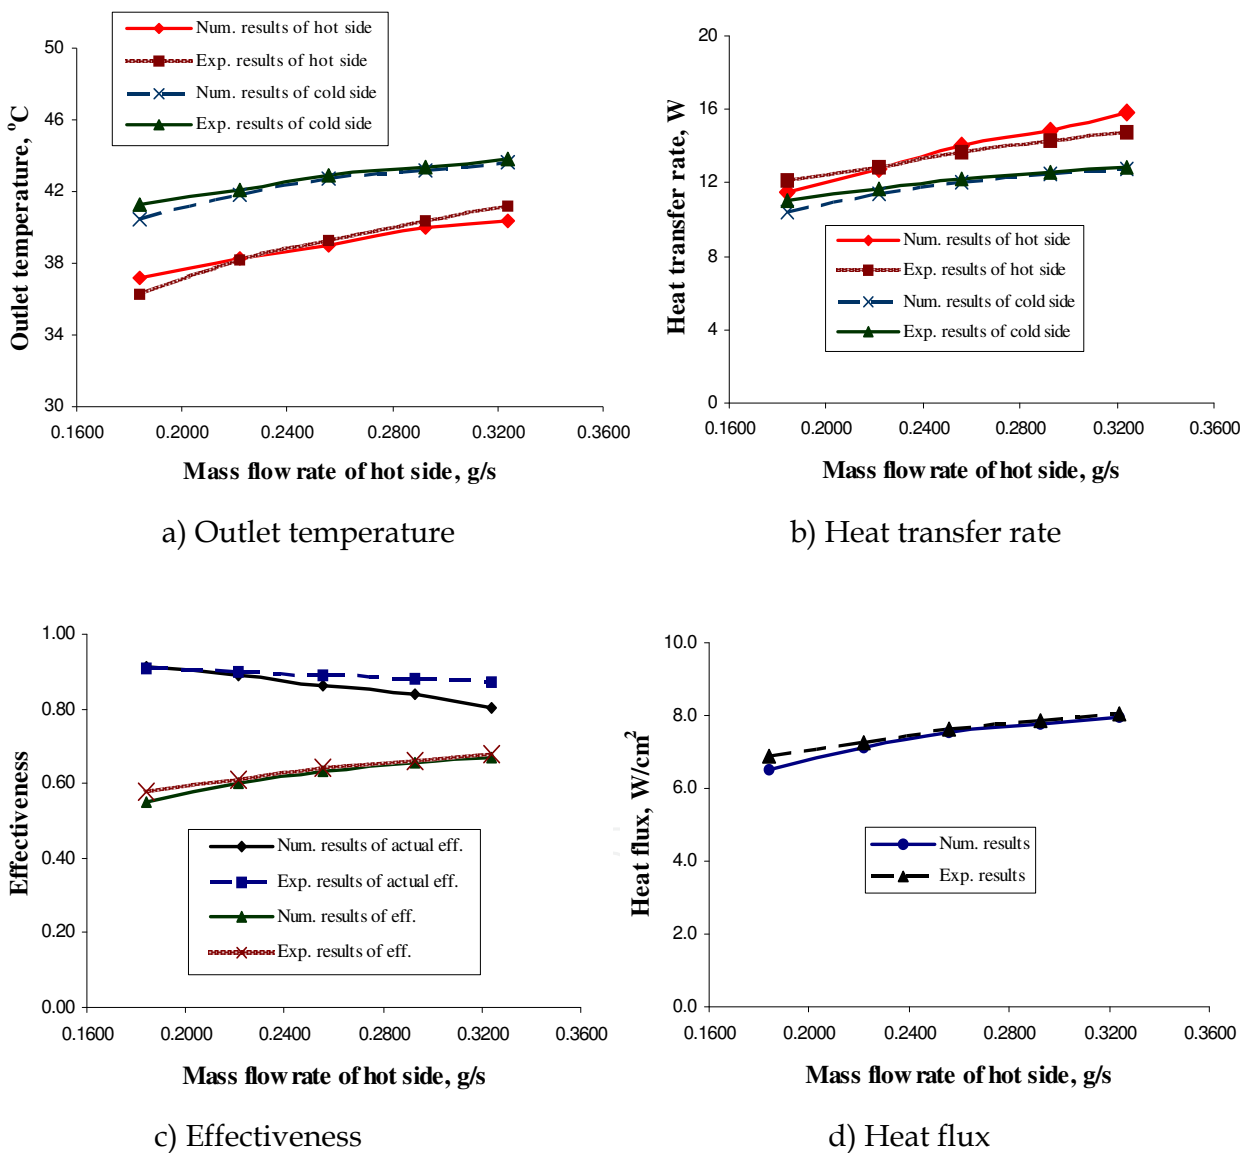 Num. results of hot side
Exp. results of hot side
Num. results of cold side
Exp. results of cold side
50
46
42
38
34
30
Outlet temperature, °C
0.1600 0.2000 0.2400 0.2800 0.3200 0.3600
Mass flow rate of hot side, g/s
a) Outlet temperature
20
16
12
8
4
0
Heat transfer rate, W
Num. results of hot side
Exp. results of hot side
Num. results of cold side
Exp. results of cold side
0.1600 0.2000 0.2400 0.2800 0.3200 0.3600
Mass flow rate of hot side, g/s
b) Heat transfer rate
1.00
0.80
0.60
0.40
0.20
0.00
Effectiveness
Num. results of actual eff.
Exp. results of actual eff.
Num. results of eff.
Exp. results of eff.
0.1600 0.2000 0.2400 0.2800 0.3200 0.3600
Mass flow rate of hot side, g/s
c) Effectiveness
10.0
8.0
6.0
4.0
2.0
0.0
Heat flux, W/cm²
Num. results
Exp. results
0.1600 0.2000 0.2400 0.2800 0.3200 0.3600
Mass flow rate of hot side, g/s
d) Heat flux